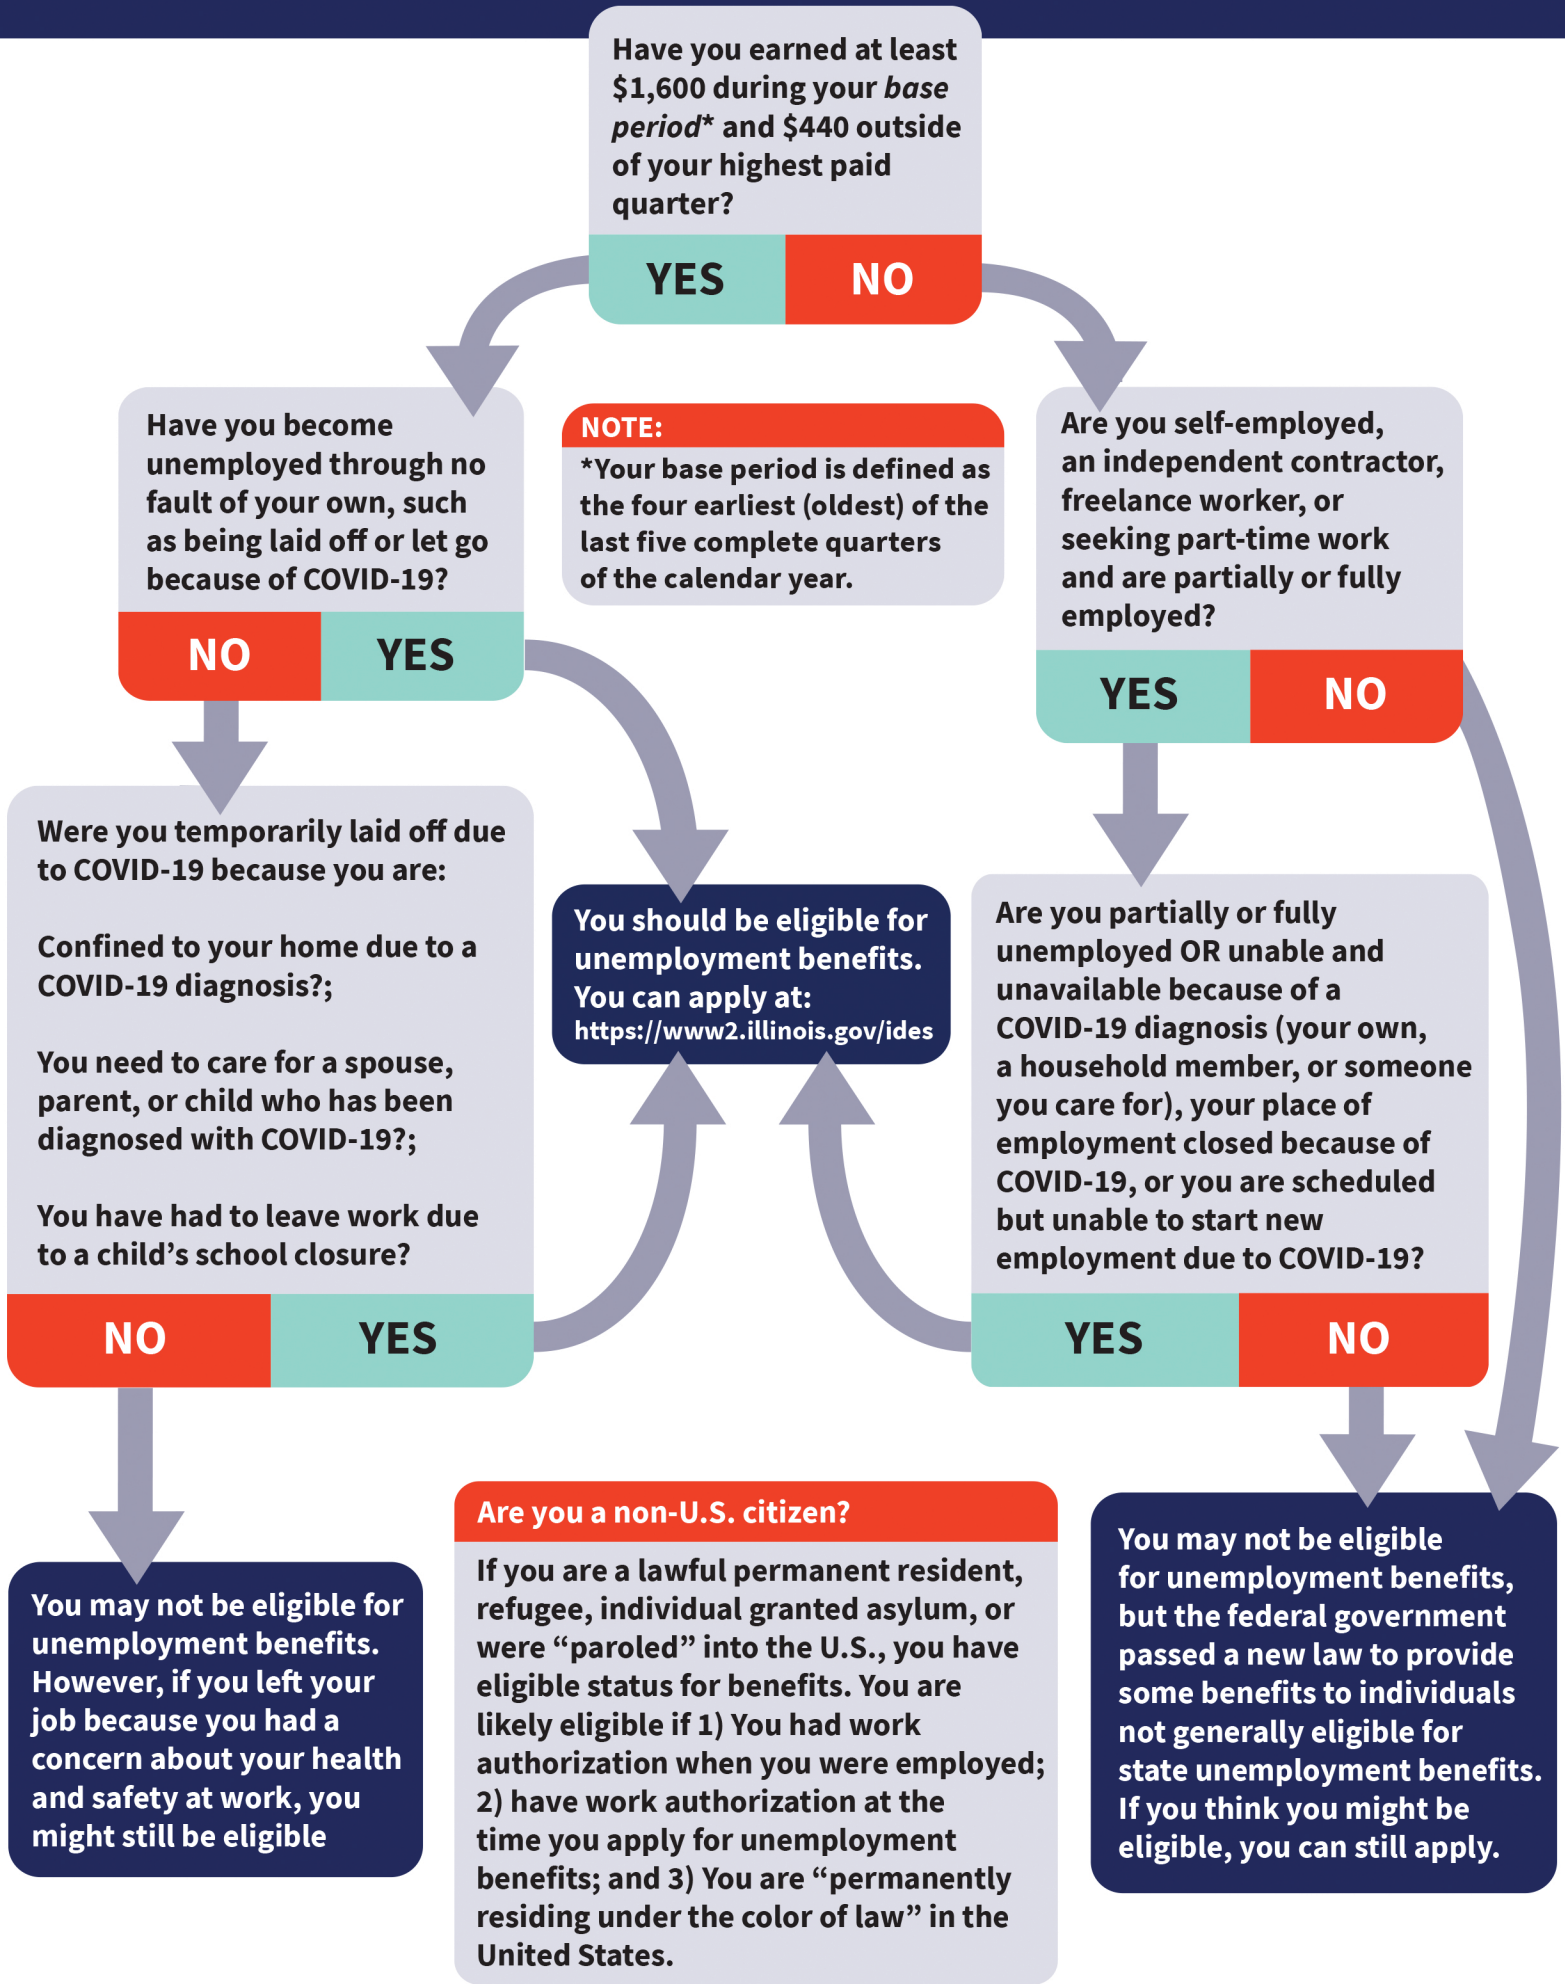 Have you earned at least
$1,600 during your base
period* and $440 outside
of your highest paid
quarter?
YES
NO
Have you become
unemployed through no
fault of your own, such
as being laid off or let go
because of COVID-19?
NO
YES
NOTE:
*Your base period is defined as
the four earliest (oldest) of the
last five complete quarters
of the calendar year.
Are you self-employed,
an independent contractor,
freelance worker, or
seeking part-time work
and are partially or fully
employed?
YES
NO
Were you temporarily laid off due
to COVID-19 because you are:
Confined to your home due to a
COVID-19 diagnosis?;
You need to care for a spouse,
parent, or child who has been
diagnosed with COVID-19?;
You have had to leave work due
to a child’s school closure?
NO
YES
You should be eligible for
unemployment benefits.
You can apply at:
https://www2.illinois.gov/ides
Are you partially or fully
unemployed OR unable and
unavailable because of a
COVID-19 diagnosis (your own,
a household member, or someone
you care for), your place of
employment closed because of
COVID-19, or you are scheduled
but unable to start new
employment due to COVID-19?
YES
NO
You may not be eligible for
unemployment benefits.
However, if you left your
job because you had a
concern about your health
and safety at work, you
might still be eligible
Are you a non-U.S. citizen?
If you are a lawful permanent resident,
refugee, individual granted asylum, or
were “paroled” into the U.S., you have
eligible status for benefits. You are
likely eligible if 1) You had work
authorization when you were employed;
2) have work authorization at the
time you apply for unemployment
benefits; and 3) You are “permanently
residing under the color of law” in the
United States.
You may not be eligible
for unemployment benefits,
but the federal government
passed a new law to provide
some benefits to individuals
not generally eligible for
state unemployment benefits.
If you think you might be
eligible, you can still apply.